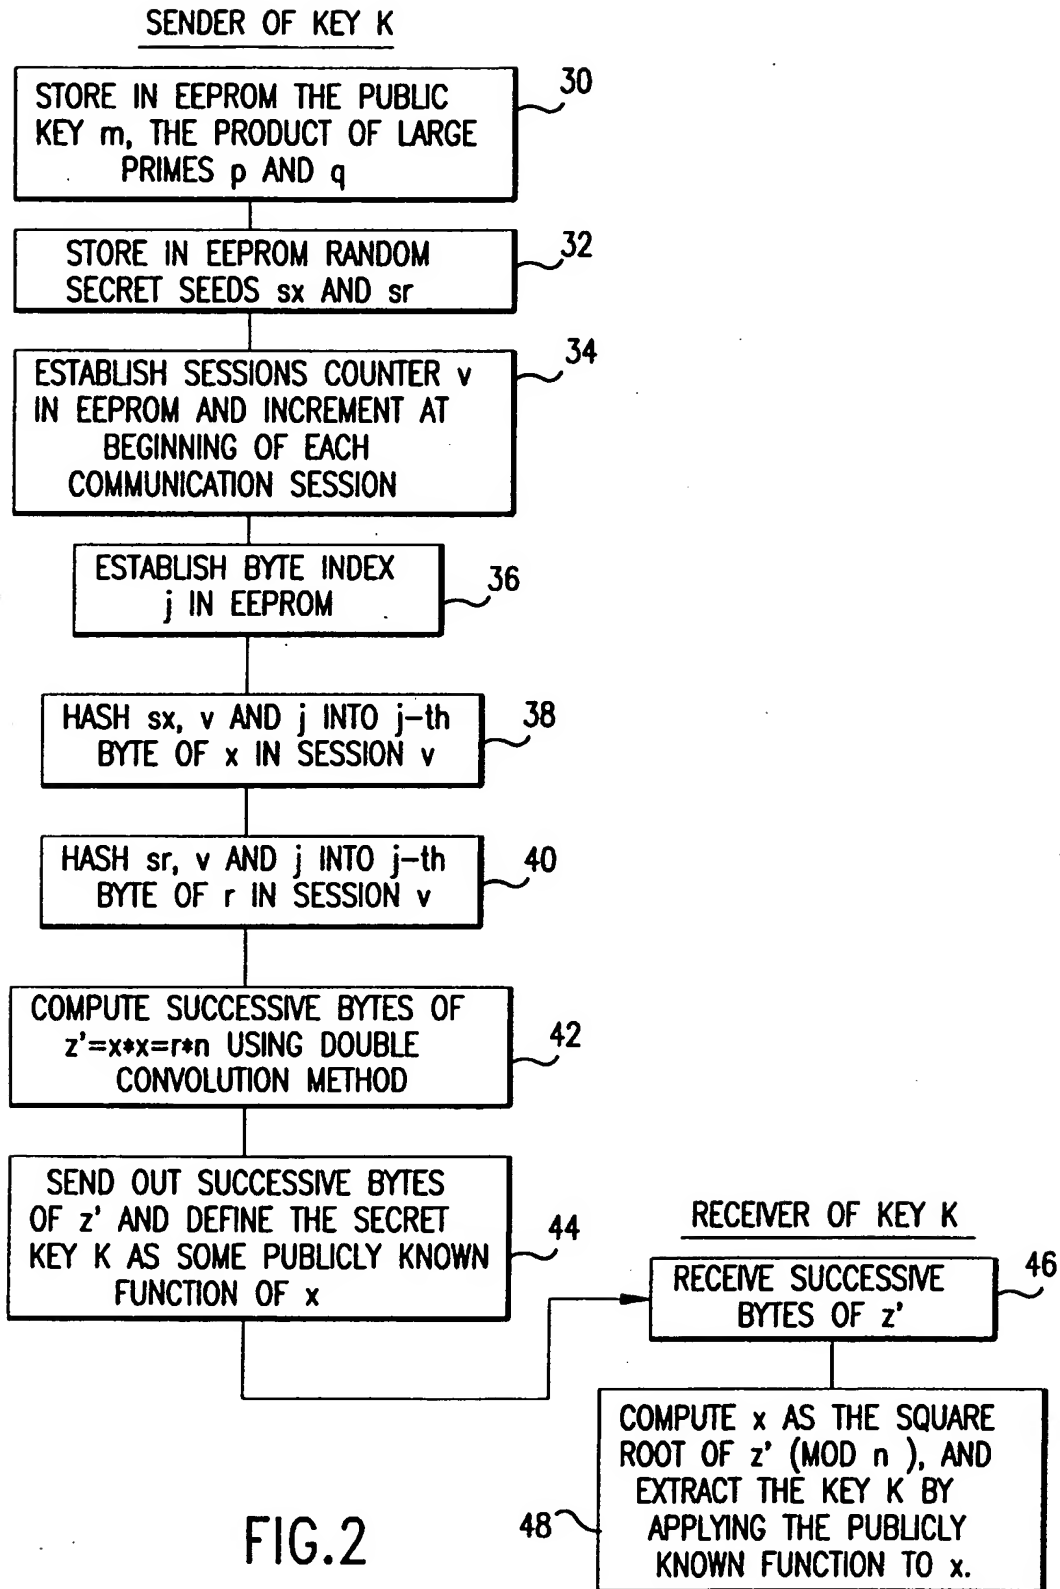 SENDER OF KEY K
STORE IN EEPROM THE PUBLIC
KEY m, THE PRODUCT OF LARGE
PRIMES p AND q
30
STORE IN EEPROM RANDOM
SECRET SEEDS sx AND sr
32
ESTABLISH SESSIONS COUNTER v
IN EEPROM AND INCREMENT AT
BEGINNING OF EACH
COMMUNICATION SESSION
34
ESTABLISH BYTE INDEX
j IN EEPROM
36
HASH sx, v AND j INTO j-th
BYTE OF x IN SESSION v
38
HASH sr, v AND j INTO j-th
BYTE OF r IN SESSION v
40
COMPUTE SUCCESSIVE BYTES OF
z'=x*x=r*n USING DOUBLE
CONVOLUTION METHOD
42
SEND OUT SUCCESSIVE BYTES
OF z' AND DEFINE THE SECRET
KEY K AS SOME PUBLICLY KNOWN
FUNCTION OF x
44
RECEIVER OF KEY K
RECEIVE SUCCESSIVE
BYTES OF z'
46
COMPUTE x AS THE SQUARE
ROOT OF z' (MOD n ), AND
EXTRACT THE KEY K BY
APPLYING THE PUBLICLY
KNOWN FUNCTION TO x.
48
FIG.2